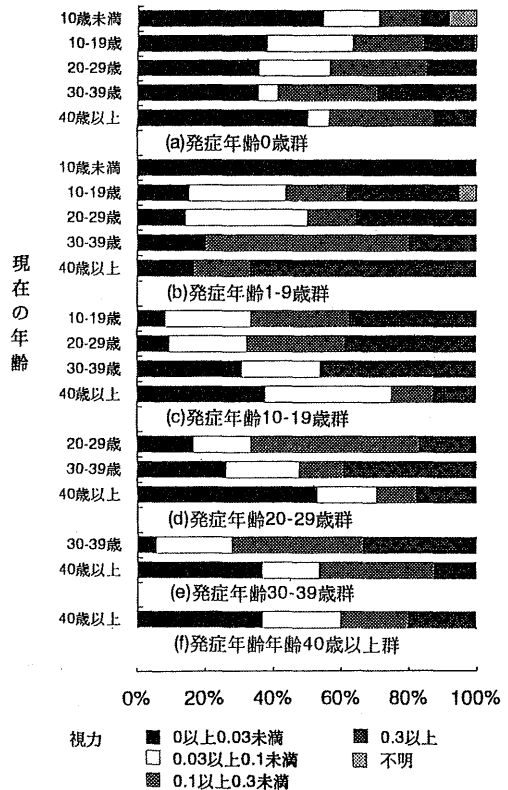 10歳未満
10-19歳
20-29歳
30-39歳
40歳以上
(a)発症年齢0歳群
10歳未満
10-19歳
20-29歳
30-39歳
40歳以上
(b)発症年齢1-9歳群
10-19歳
20-29歳
30-39歳
40歳以上
(c)発症年齢10-19歳群
20-29歳
30-39歳
40歳以上
(d)発症年齢20-29歳群
30-39歳
40歳以上
(e)発症年齢30-39歳群
40歳以上
(f)発症年齢年齢40歳以上群
現在の年齢
0% 20% 40% 60% 80% 100%
視力
0以上0.03未満
0.03以上0.1未満
0.1以上0.3未満
0.3以上
不明